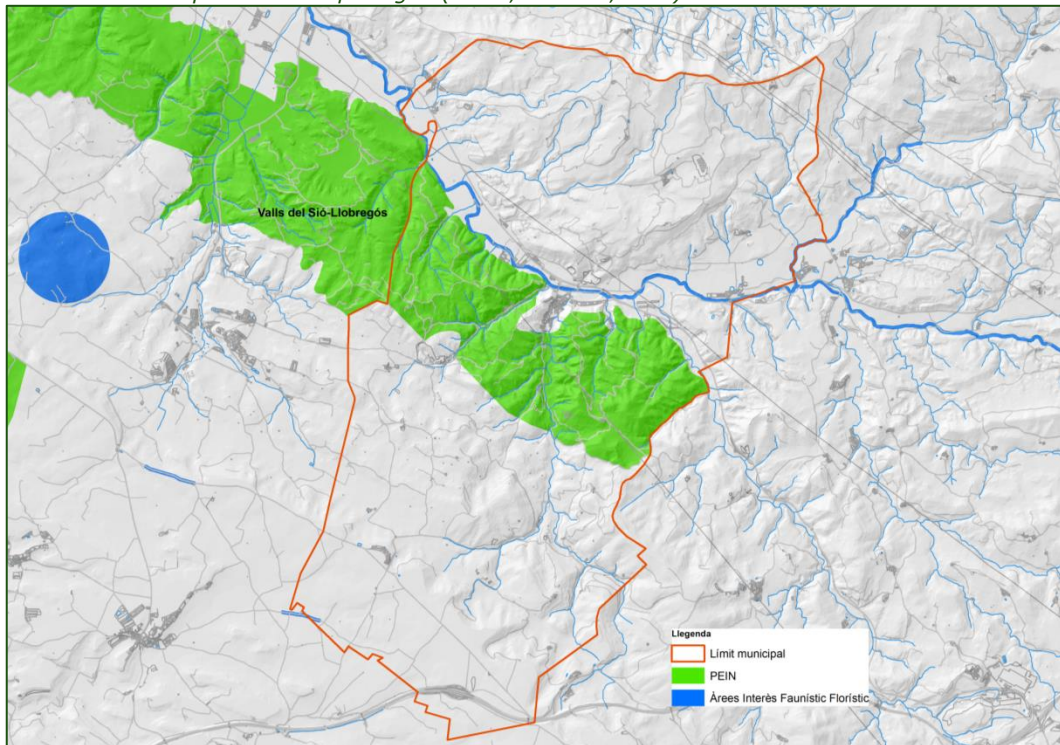 Valls del Sió-Llobregós
Llegenda
Límit municipal
PEIN
Àrees Interès Faunístic Florístic